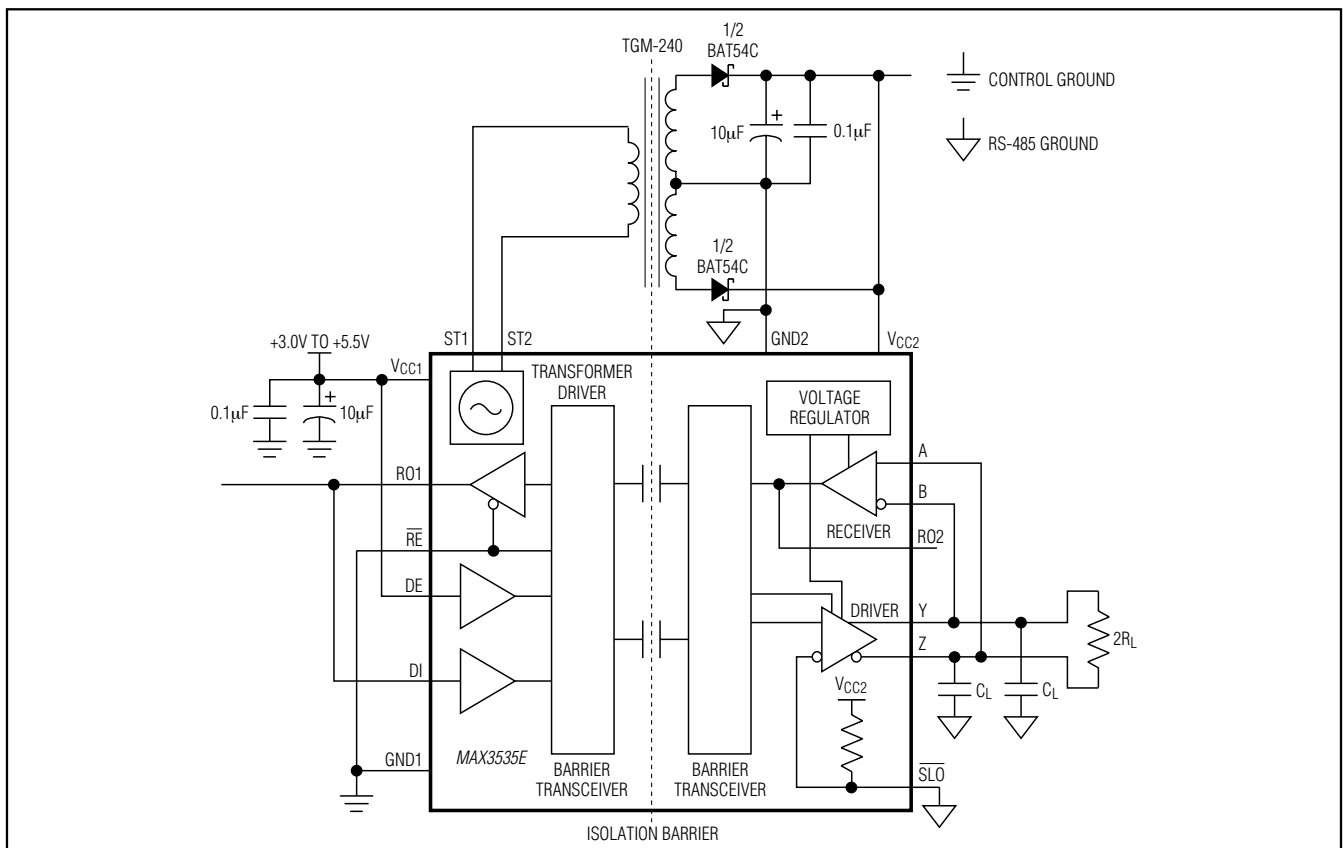 TGM-240
1/2
BAT54C
CONTROL GROUND
+
10µF
0.1µF
RS-485 GROUND
1/2
BAT54C
ST1
ST2
GND2
VCC2
+3.0V TO +5.5V
VCC1
0.1µF
+
10µF
TRANSFORMER
DRIVER
VOLTAGE
REGULATOR
RO1
A
B
RECEIVER
RO2
RE
DE
DRIVER
Y
Z
2RL
DI
CL
CL
VCC2
GND1
MAX3535E
BARRIER
TRANSCEIVER
BARRIER
TRANSCEIVER
SLO
ISOLATION BARRIER